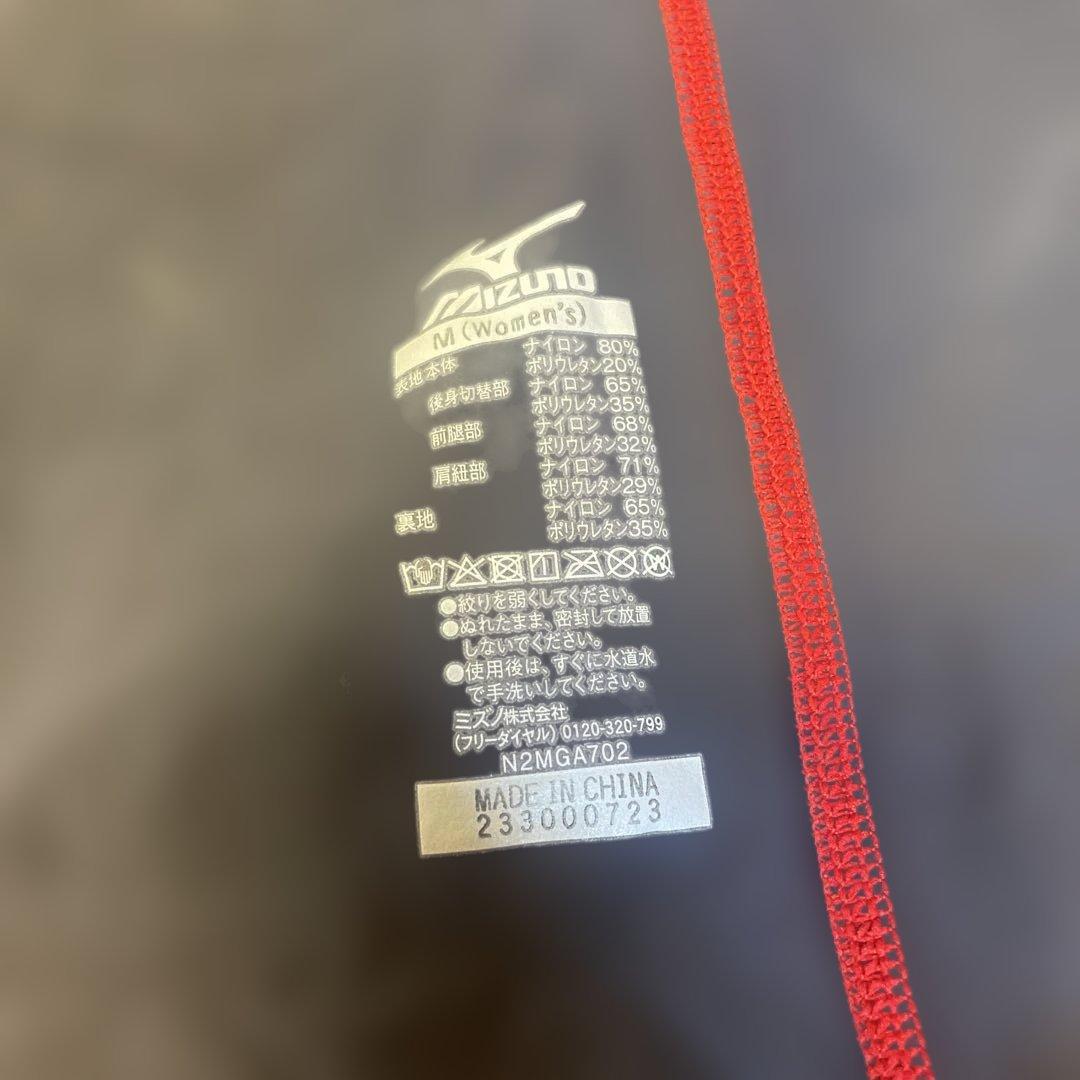 MIZUNO
M (Women's)
表地 本体 ナイロン 80%
ポリウレタン20%
後身切替部 ナイロン 65%
ポリウレタン35%
前腿部 ナイロン 68%
ポリウレタン32%
肩紐部 ナイロン 71%
ポリウレタン29%
裏地 ナイロン 65%
ポリウレタン35%
●絞りを弱くしてください。
●ぬれたまま、密封して放置
しないでください。
●使用後は、すぐに水道水
で手洗いしてください。
ミズノ株式会社
(フリーダイヤル) 0120-320-799
N2MGA702
MADE IN CHINA
233000723